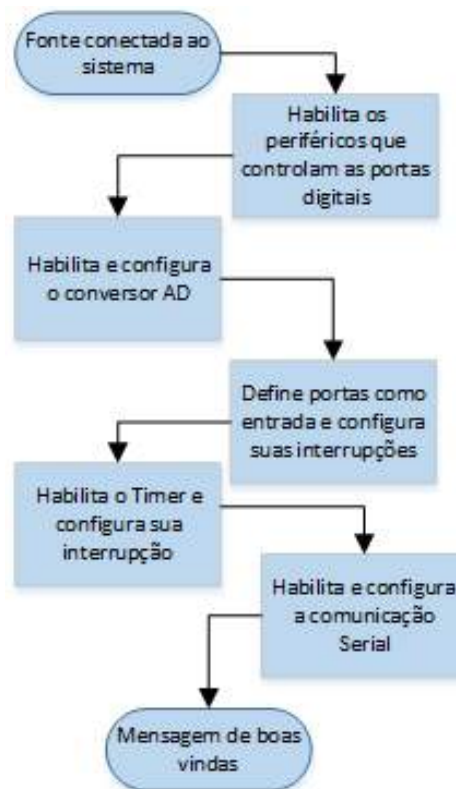 Fonte conectada ao
sistema
Habilita os
periféricos que
controlam as portas
digitais
Habilita e configura
o conversor AD
Define portas como
entrada e configura
suas interrupções
Habilita o Timer e
configura sua
interrupção
Habilita e configura
a comunicação
Serial
Mensagem de boas
vindas